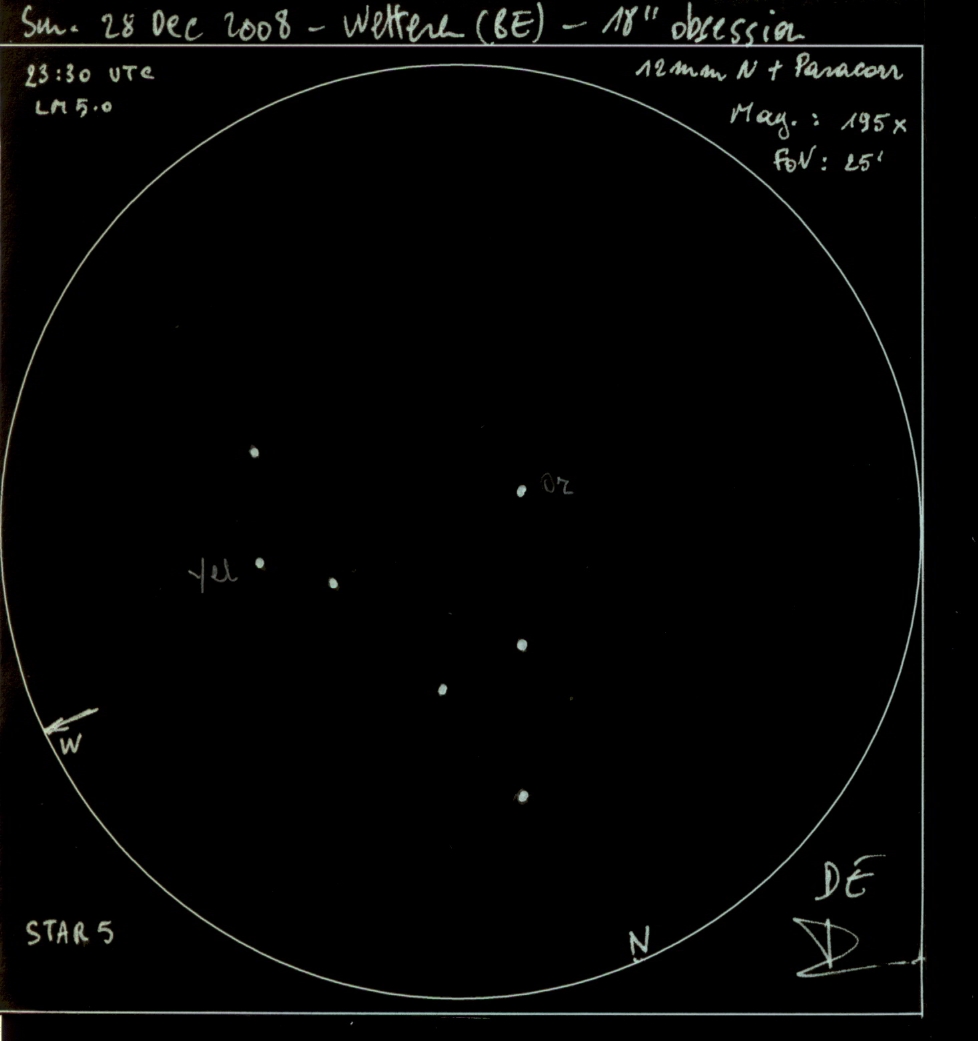 Sun. 28 Dec 2008 - Wetteren (BE) - 18" obsession
23:30 UTC
LM 5.0
12mm N + Paracorr
Mag. : 195x
FoV : 25'
Or
Yel
W
N
STAR 5
DE